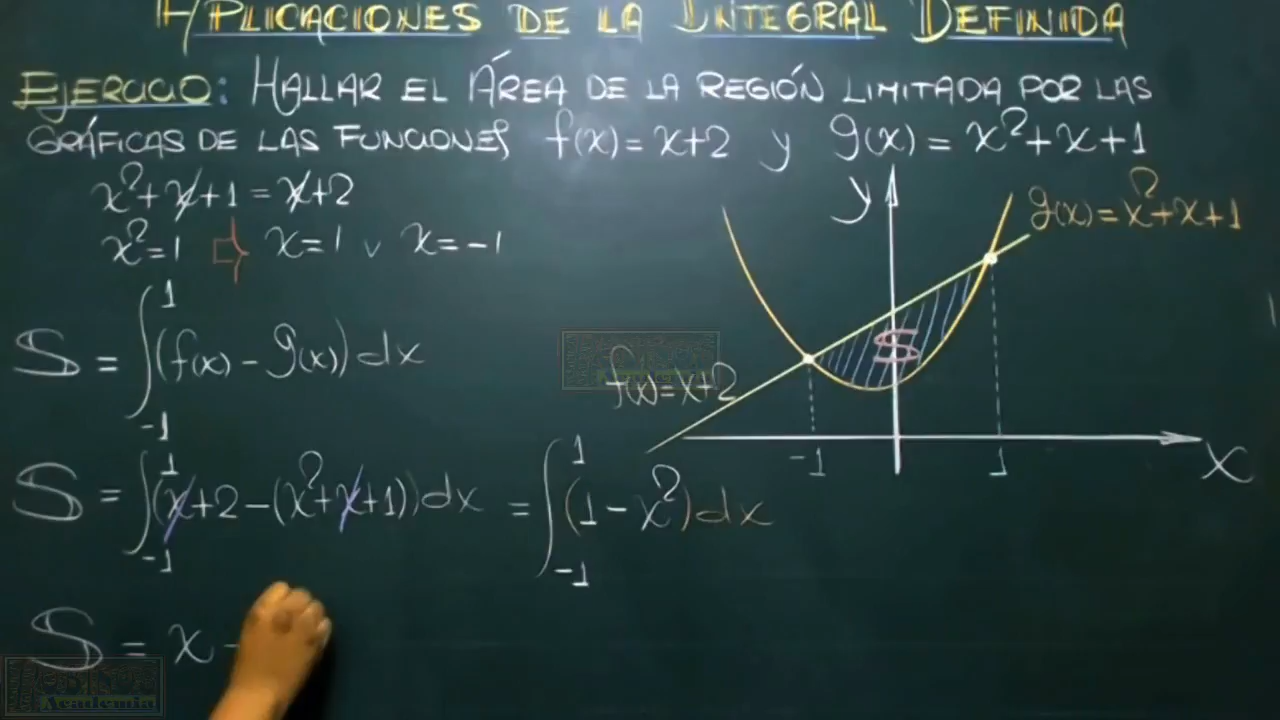 APLICACIONES DE LA INTEGRAL DEFINIDA
EJERCICIO: HALLAR EL ÁREA DE LA REGIÓN LIMITADA POR LAS
GRÁFICAS DE LAS FUNCIONES f(x) = x+2 y g(x) = x²+x+1
x²+x+1 = x+2
x²=1 ⇒ x=1 ∨ x=-1
S = ∫₋₁¹ (f(x) - g(x)) dx
S = ∫₋₁¹ (x+2-(x²+x+1)) dx = ∫₋₁¹ (1-x²) dx
S = x -
y
g(x) = x²+x+1
S
f(x)=x+2
-1 1
x
Academia